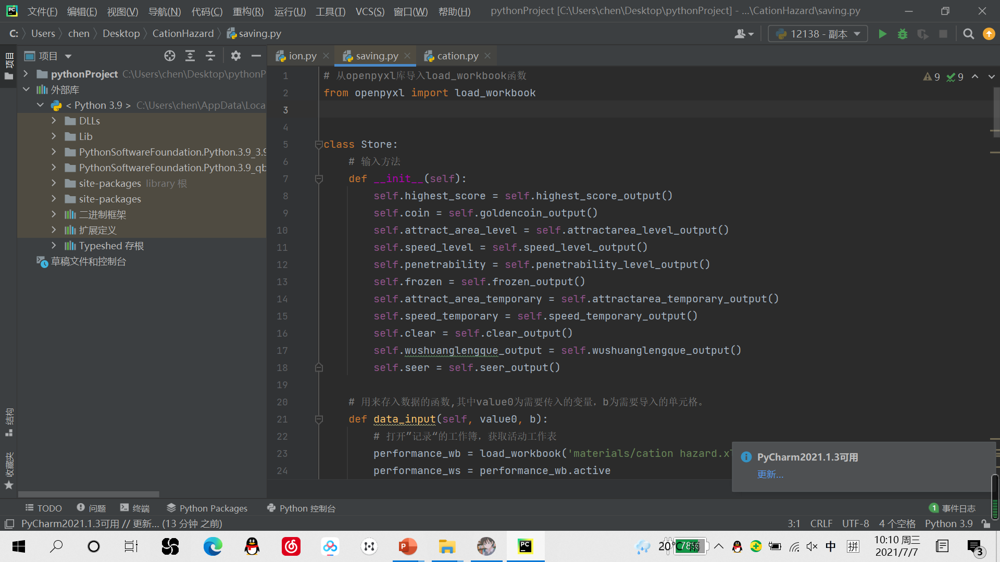 文件(F) 编辑(E) 视图(V) 导航(N) 代码(C) 重构(R) 运行(U) 工具(T) VCS(S) 窗口(W) 帮助(H) pythonProject [C:\Users\chen\Desktop\pythonProject] - ...\CationHazard\saving.py
C: Users chen Desktop CationHazard saving.py 12138 - 副本
项目
ion.py saving.py cation.py
项目
pythonProject C:\Users\chen\Desktop\pythonP
外部库
< Python 3.9 > C:\Users\chen\AppData\Loca
DLLs
Lib
PythonSoftwareFoundation.Python.3.9_3.9
PythonSoftwareFoundation.Python.3.9_qb
site-packages library 根
site-packages
二进制框架
扩展定义
Typeshed 存根
草稿文件和控制台
结构
收藏夹
9 9
1 # 从openpyxl库导入load_workbook函数
2 from openpyxl import load_workbook
3
4
5 class Store:
6 # 输入方法
7 def __init__(self):
8 self.highest_score = self.highest_score_output()
9 self.coin = self.goldencoin_output()
10 self.attract_area_level = self.attractarea_level_output()
11 self.speed_level = self.speed_level_output()
12 self.penetrability = self.penetrability_level_output()
13 self.frozen = self.frozen_output()
14 self.attract_area_temporary = self.attractarea_temporary_output()
15 self.speed_temporary = self.speed_temporary_output()
16 self.clear = self.clear_output()
17 self.wushuanglengque_output = self.wushuanglengque_output()
18 self.seer = self.seer_output()
19
20 # 用来存入数据的函数,其中value0为需要传入的变量，b为需要导入的单元格。
21 def data_input(self, value0, b):
22 # 打开”记录“的工作簿，获取活动工作表
23 performance_wb = load_workbook('materials/cation hazard.x
24 performance_ws = performance_wb.active
PyCharm2021.1.3可用
更新...
TODO 问题 终端 Python Packages Python 控制台 1 事件日志
PyCharm2021.1.3可用 // 更新... (13 分钟 之前) 3:1 CRLF UTF-8 4 个空格 Python 3.9
20°C 雨 78 中 拼 10:10 周三
2021/7/7 3